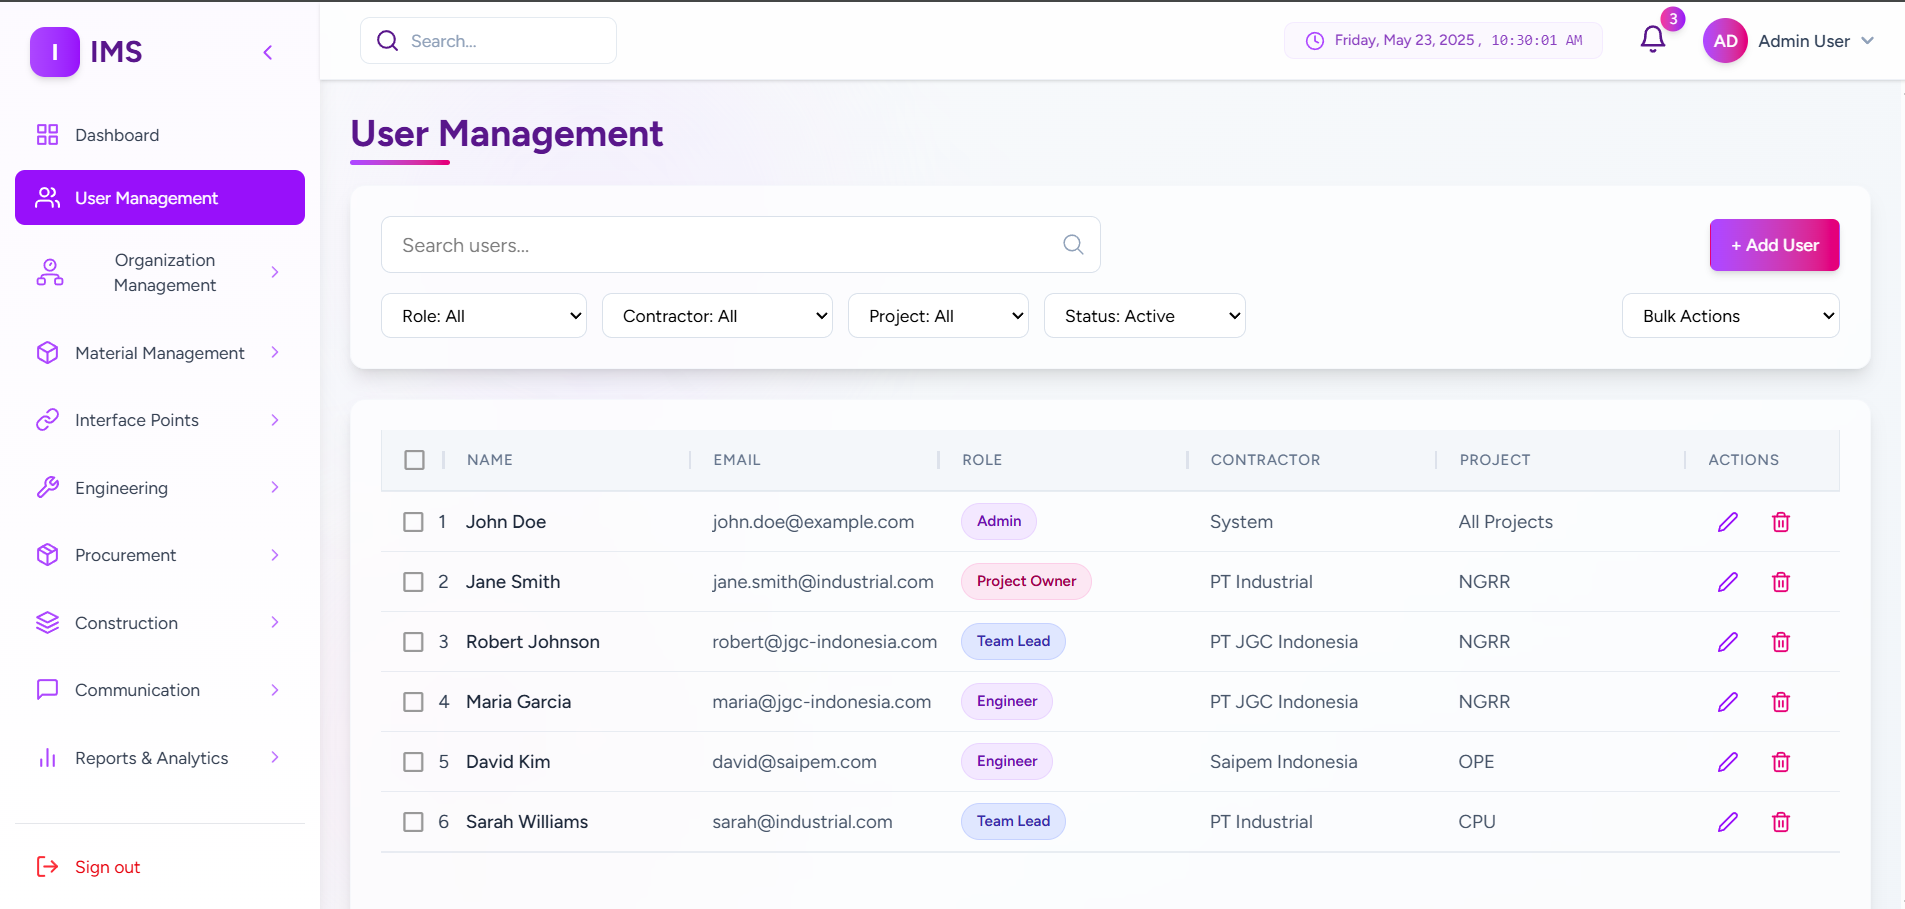 I IMS
Search...
Friday, May 23, 2025, 10:30:01 AM
3
AD Admin User
Dashboard
User Management
Organization
Management
Material Management
Interface Points
Engineering
Procurement
Construction
Communication
Reports & Analytics
Sign out
User Management
Search users...
+ Add User
Role: All Contractor: All Project: All Status: Active Bulk Actions
NAME EMAIL ROLE CONTRACTOR PROJECT ACTIONS
1 John Doe john.doe@example.com Admin System All Projects
2 Jane Smith jane.smith@industrial.com Project Owner PT Industrial NGRR
3 Robert Johnson robert@jgc-indonesia.com Team Lead PT JGC Indonesia NGRR
4 Maria Garcia maria@jgc-indonesia.com Engineer PT JGC Indonesia NGRR
5 David Kim david@saipem.com Engineer Saipem Indonesia OPE
6 Sarah Williams sarah@industrial.com Team Lead PT Industrial CPU